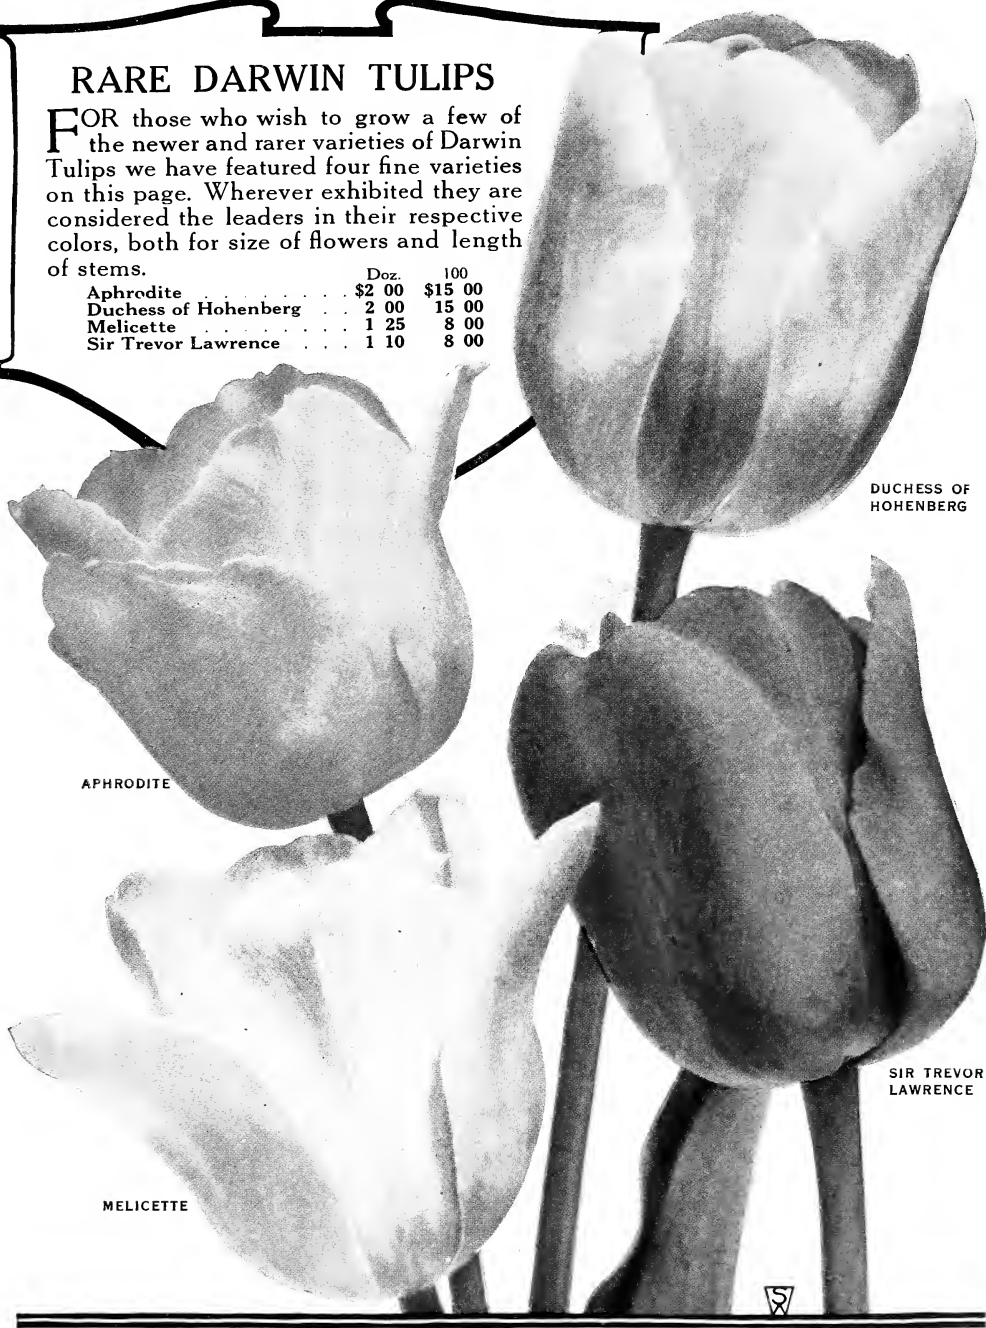 RARE DARWIN TULIPS
FOR those who wish to grow a few of
the newer and rarer varieties of Darwin
Tulips we have featured four fine varieties
on this page. Wherever exhibited they are
considered the leaders in their respective
colors, both for size of flowers and length
of stems.
Doz. 100
Aphrodite . . . . . . . . . $2 00 $15 00
Duchess of Hohenberg . . 2 00 15 00
Melicette . . . . . . . . 1 25 8 00
Sir Trevor Lawrence . . . 1 10 8 00
DUCHESS OF
HOHENBERG
APHRODITE
SIR TREVOR
LAWRENCE
MELICETTE